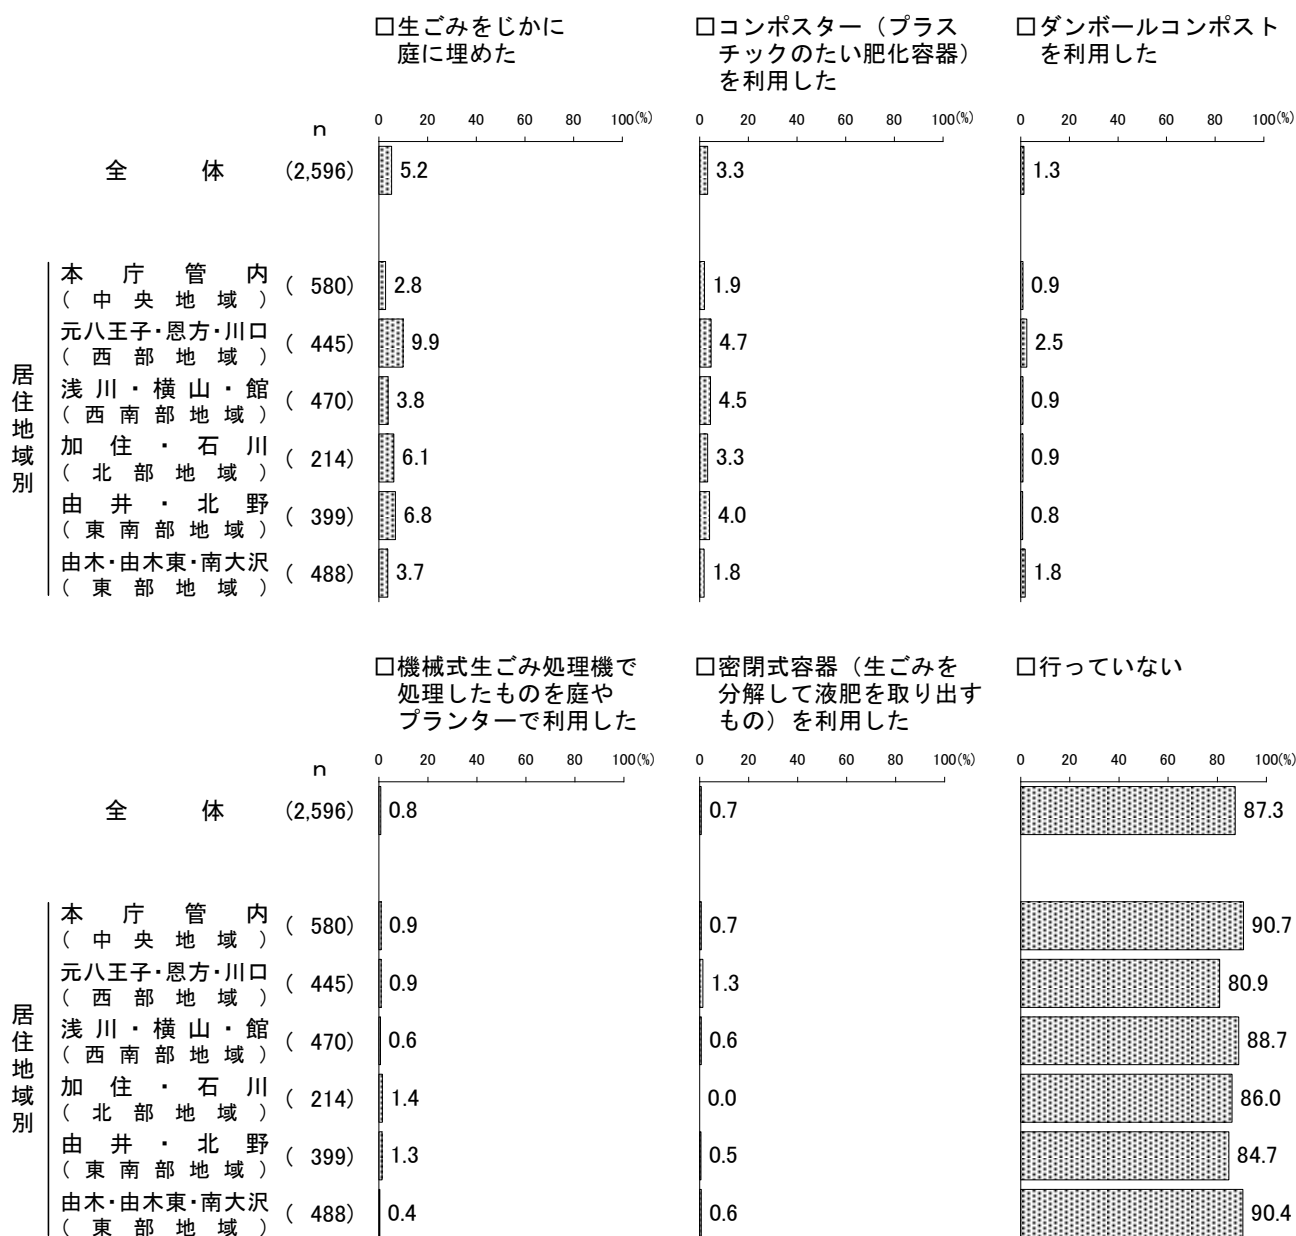 □生ごみをじかに
庭に埋めた
□コンポスター（プラス
チックのたい肥化容器）
を利用した
□ダンボールコンポスト
を利用した
n
0 20 40 60 80 100(%)
0 20 40 60 80 100(%)
0 20 40 60 80 100(%)
全体 (2,596) 5.2 3.3 1.3
居住地域別
本庁管内
（中央地域） ( 580) 2.8 1.9 0.9
元八王子・恩方・川口
（西部地域） ( 445) 9.9 4.7 2.5
浅川・横山・館
（西南部地域） ( 470) 3.8 4.5 0.9
加住・石川
（北部地域） ( 214) 6.1 3.3 0.9
由井・北野
（東南部地域） ( 399) 6.8 4.0 0.8
由木・由木東・南大沢
（東部地域） ( 488) 3.7 1.8 1.8
□機械式生ごみ処理機で
処理したものを庭や
プランターで利用した
□密閉式容器（生ごみを
分解して液肥を取り出す
もの）を利用した
□行っていない
n
0 20 40 60 80 100(%)
0 20 40 60 80 100(%)
0 20 40 60 80 100(%)
全体 (2,596) 0.8 0.7 87.3
居住地域別
本庁管内
（中央地域） ( 580) 0.9 0.7 90.7
元八王子・恩方・川口
（西部地域） ( 445) 0.9 1.3 80.9
浅川・横山・館
（西南部地域） ( 470) 0.6 0.6 88.7
加住・石川
（北部地域） ( 214) 1.4 0.0 86.0
由井・北野
（東南部地域） ( 399) 1.3 0.5 84.7
由木・由木東・南大沢
（東部地域） ( 488) 0.4 0.6 90.4